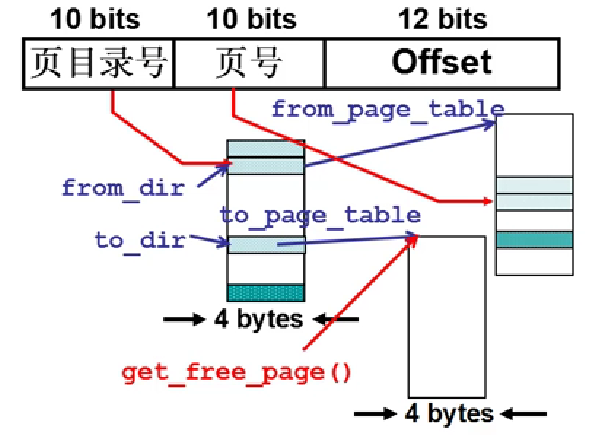 10 bits 10 bits 12 bits
页目录号 页号 Offset
from_page_table
from_dir
to_page_table
to_dir
4 bytes
get_free_page()
4 bytes